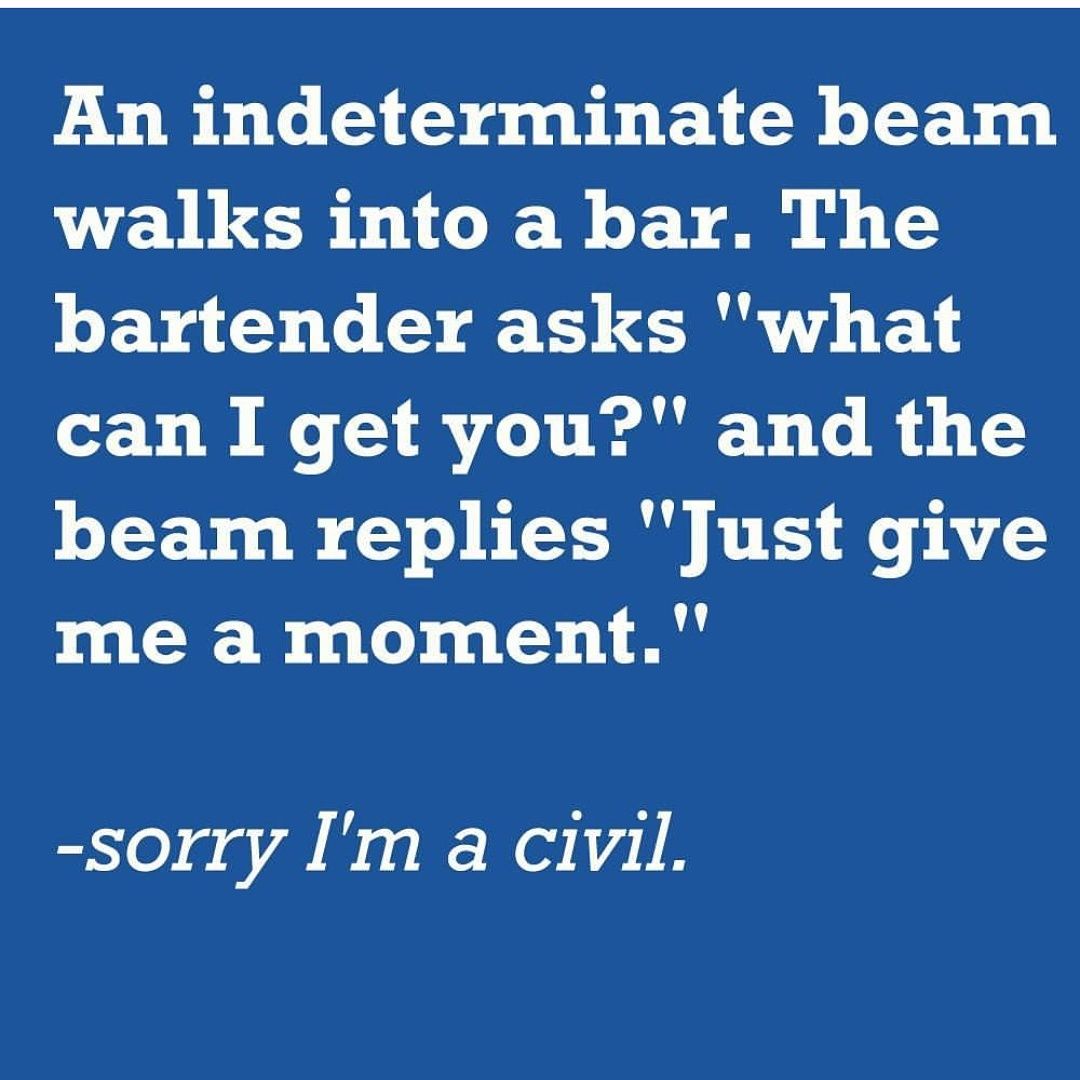 An indeterminate beam
walks into a bar. The
bartender asks "what
can I get you?" and the
beam replies "Just give
me a moment."
-sorry I'm a civil.